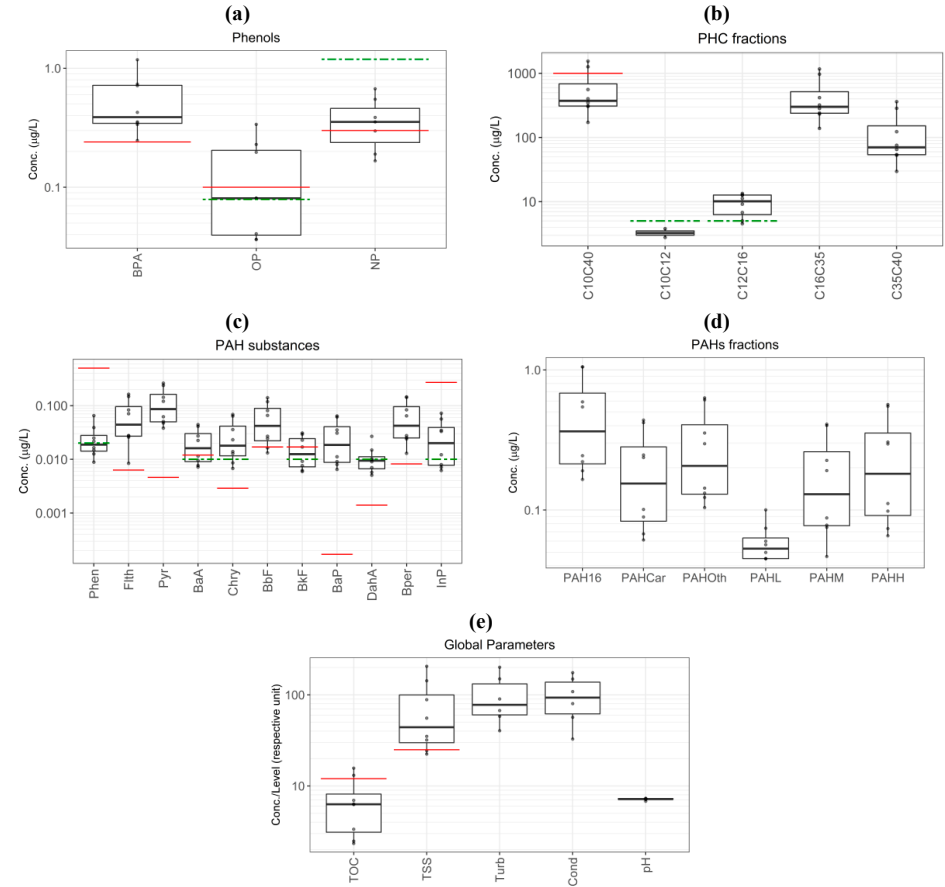 (a)
Phenols
Conc. (µg/L)
1.0
0.1
BPA
OP
NP
(b)
PHC fractions
Conc. (µg/L)
1000
100
10
C10C40
C10C12
C12C16
C16C35
C35C40
(c)
PAH substances
Conc. (µg/L)
0.100
0.010
0.001
Phen
Flth
Pyr
BaA
Chry
BbF
BkF
BaP
DahA
Bper
InP
(d)
PAHs fractions
Conc. (µg/L)
1.0
0.1
PAH16 PAHCar PAHOth PAHL PAHM PAHH
(e)
Global Parameters
Conc./Level (respective unit)
100
10
TOC
TSS
Turb
Cond
pH